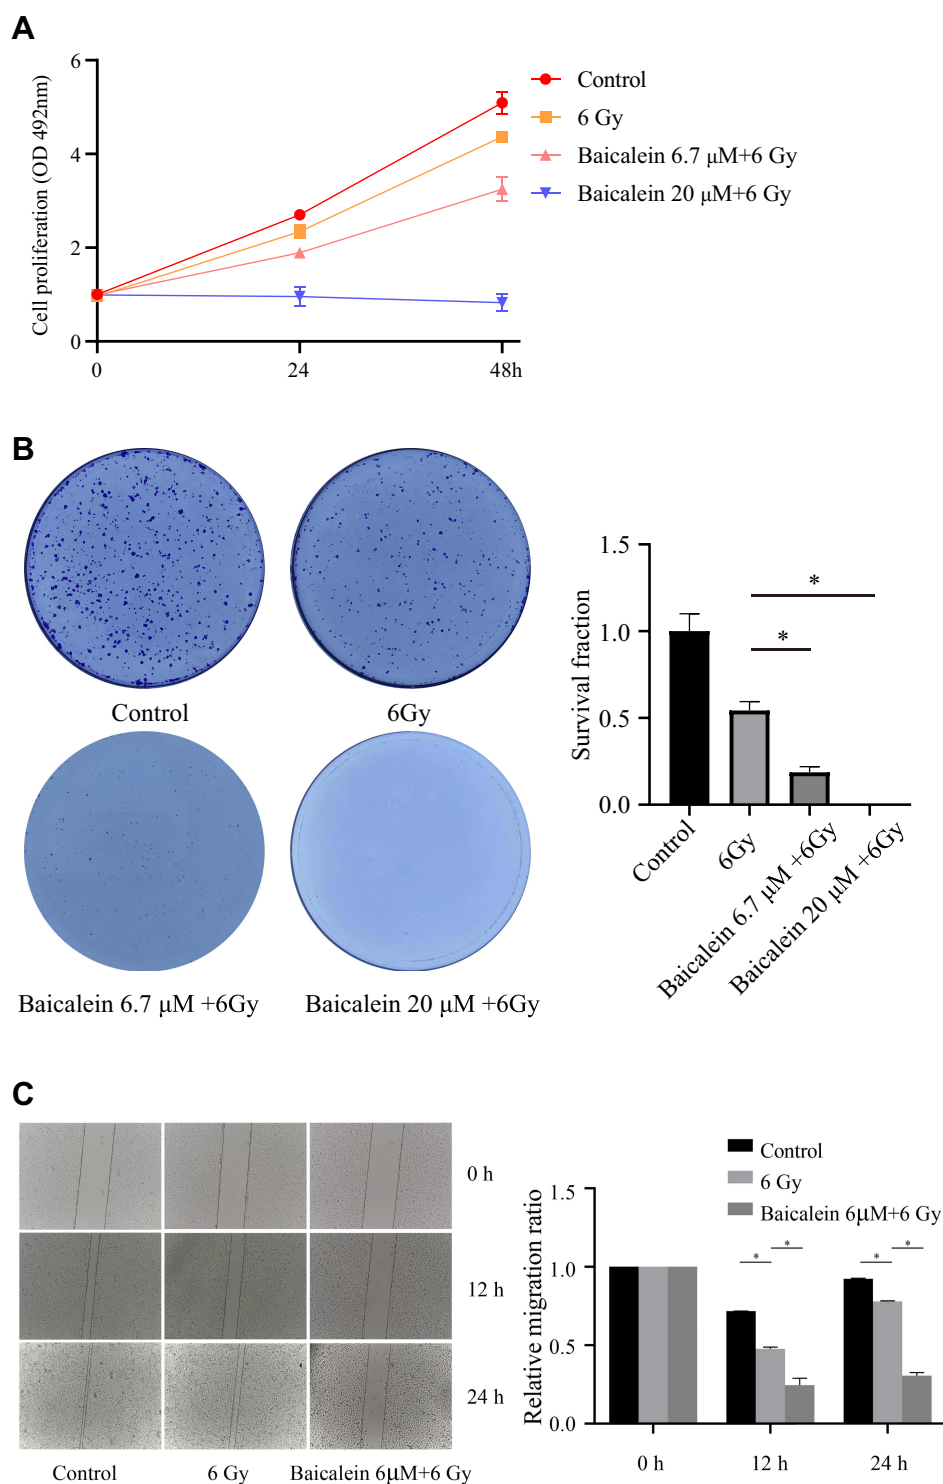 A
Cell proliferation (OD 492nm)
6
4
2
0
0
24
48h
Control
6 Gy
Baicalein 6.7 μM+6 Gy
Baicalein 20 μM+6 Gy
B
Control
6Gy
Baicalein 6.7 μM +6Gy
Baicalein 20 μM +6Gy
Survival fraction
1.5
1.0
0.5
0.0
*
*
Control
6Gy
Baicalein 6.7 μM +6Gy
Baicalein 20 μM +6Gy
C
0 h
12 h
24 h
Control
6 Gy
Baicalein 6μM+6 Gy
Control
6 Gy
Baicalein 6μM+6 Gy
Relative migration ratio
1.5
1.0
0.5
0.0
* *
* *
0 h
12 h
24 h